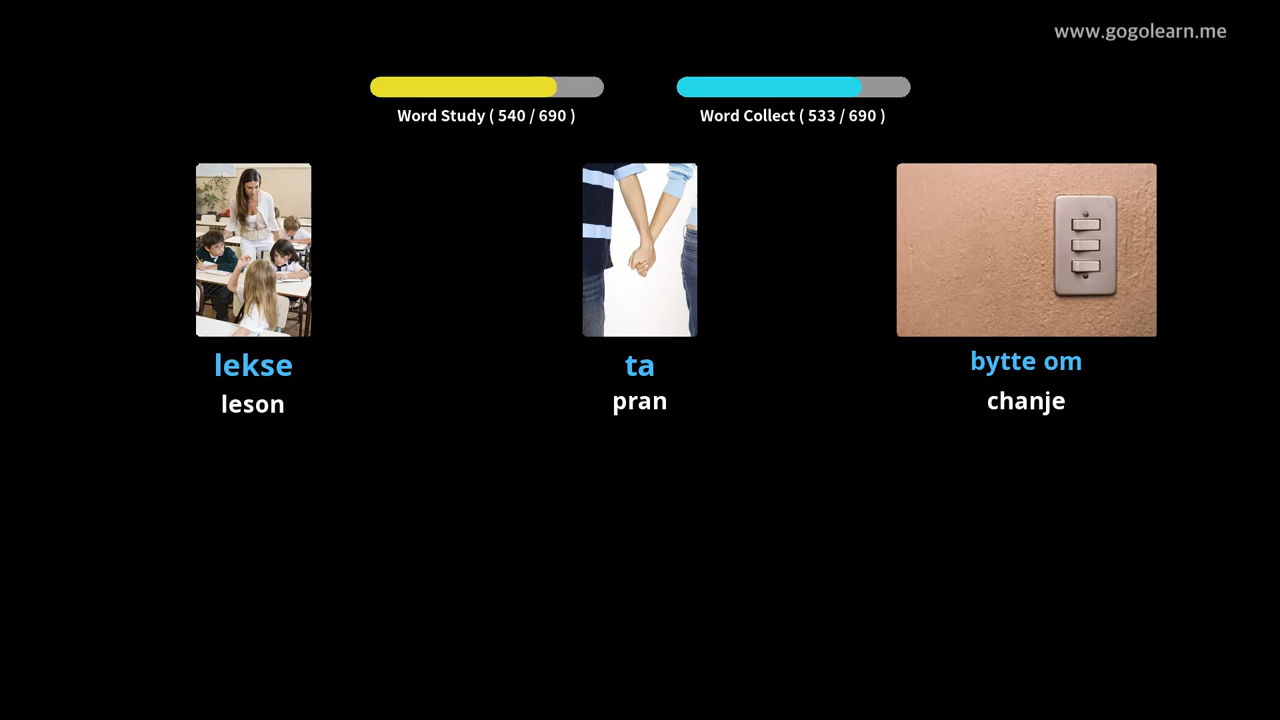 www.gogolearn.me
Word Study ( 540 / 690 )
Word Collect ( 533 / 690 )
lekse
leson
ta
pran
bytte om
chanje